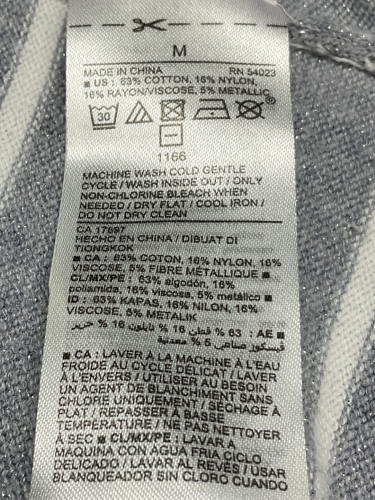 M
MADE IN CHINA RN 54023
■ US : 63% COTTON, 16% NYLON,
16% RAYON/VISCOSE, 5% METALLIC
30
®
1166
MACHINE WASH COLD GENTLE
CYCLE / WASH INSIDE OUT / ONLY
NON-CHLORINE BLEACH WHEN
NEEDED / DRY FLAT / COOL IRON /
DO NOT DRY CLEAN
CA 17897
HECHO EN CHINA / DIBUAT DI
TIONGKOK
■ CA : 63% COTON, 16% NYLON, 16%
VISCOSE, 5% FIBRE MÉTALLIQUE ■
CL/MX/PE : 63% algodón, 16%
poliamida, 16% viscosa, 5% metálico ■
ID : 63% KAPAS, 16% NILON, 16%
VISCOSE, 5% METALIK
■ AE : 63 % قطن 16 % نايلون 16 % حرير
فيسكوز صناعي 5 % معدنية
■ CA : LAVER À LA MACHINE À L'EAU
FROIDE AU CYCLE DÉLICAT / LAVER
À L'ENVERS / UTILISER AU BESOIN
UN AGENT DE BLANCHIMENT SANS
CHLORE UNIQUEMENT / SÉCHAGE À
PLAT / REPASSER À BASSE
TEMPÉRATURE / NE PAS NETTOYER
À SEC ■ CL/MX/PE : LAVAR A
MAQUINA CON AGUA FRIA CICLO
DELICADO / LAVAR AL REVÉS / USAR
BLANQUEADOR SIN CLORO CUANDO